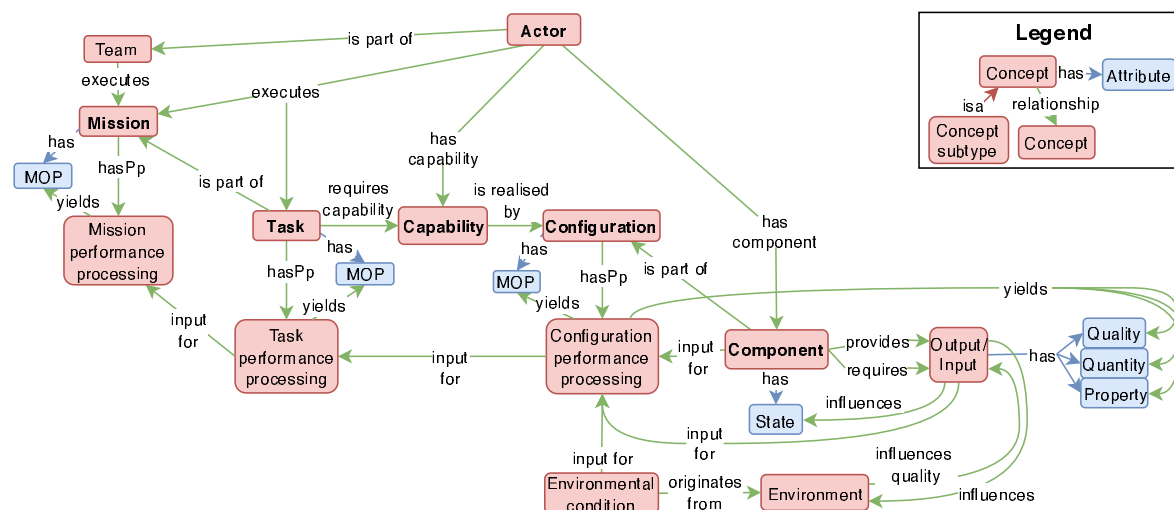 Actor
Legend
Team
is part of
executes
Concept
has
Attribute
isa
relationship
Concept
subtype
Concept
executes
Mission
has
MOP
hasPp
yields
is part of
has
capability
requires
capability
is realised
by
Mission
performance
processing
Task
Capability
Configuration
has
component
has
MOP
hasPp
yields
has
MOP
hasPp
yields
is part of
yields
input
for
Task
performance
processing
input
for
Configuration
performance
processing
input
for
Component
provides
requires
Output/
Input
has
Quality
Quantity
Property
has
State
influences
input
for
input for
Environmental
condition
originates
from
Environment
influences
quality
influences